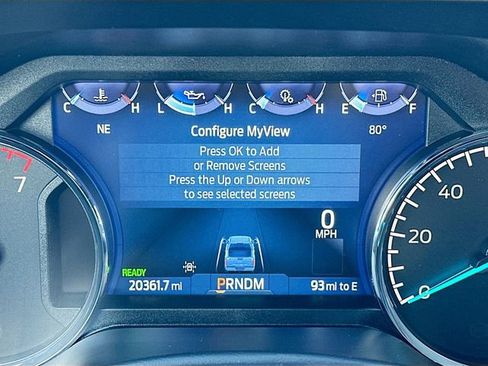 C H
L H
C H
E F
NE
Configure MyView
80°
Press OK to Add
or Remove Screens
Press the Up or Down arrows
to see selected screens
7
40
20
0
0
MPH
READY
20361.7 mi
PRNDM
93 mi to E